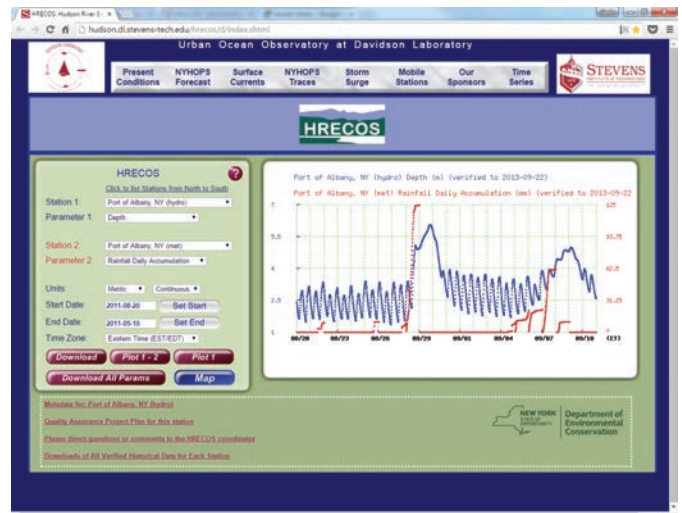 HRECOS: Hudson River E
hudson.dl.stevens-tech.edu/hrecos/d/index.shtml
Urban Ocean Observatory at Davidson Laboratory
Present Conditions
NYHOPS Forecast
Surface Currents
NYHOPS Traces
Storm Surge
Mobile Stations
Our Sponsors
Time Series
STEVENS
HRECOS
HRECOS
?
Click to list Stations from North to South
Station 1: Port of Albany, NY (hydro)
Parameter 1: Depth
Station 2: Port of Albany, NY (met)
Parameter 2: Rainfall Daily Accumulation
Units: Metric Continuous
Start Date: 2011-08-20 Set Start
End Date: 2011-09-10 Set End
Time Zone: Eastern Time (EST/EDT)
Download Plot 1 - 2 Plot 1
Download All Params Map
Port of Albany, NY (hydro) Depth (m) (verified to 2013-09-22)
Port of Albany, NY (met) Rainfall Daily Accumulation (mm) (verified to 2013-09-22
7 125
5.5 93.75
4 62.5
2.5 31.25
1 0
08/20 08/23 08/26 08/29 09/01 09/04 09/07 09/10 (ET)
Metadata for: Port of Albany, NY (hydro)
Quality Assurance Project Plan for this station
Please direct questions or comments to the HRECOS coordinator
Downloads of All Verified Historical Data for Each Station
NEW YORK
STATE OF
OPPORTUNITY
Department of
Environmental
Conservation